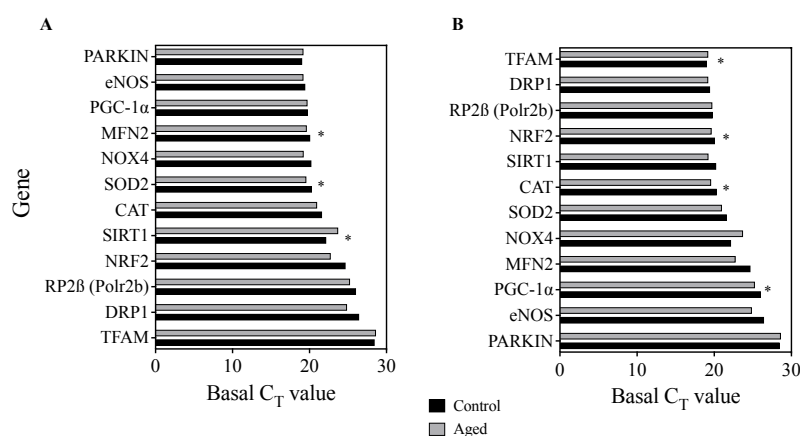 A
PARKIN
eNOS
PGC-1α
MFN2
*
NOX4
SOD2
*
CAT
SIRT1
*
NRF2
RP2ß (Polr2b)
DRP1
TFAM
Gene
0 10 20 30
Basal CT value
B
TFAM
*
DRP1
RP2ß (Polr2b)
NRF2
*
SIRT1
CAT
*
SOD2
NOX4
MFN2
PGC-1α
*
eNOS
PARKIN
0 10 20 30
Basal CT value
Control
Aged